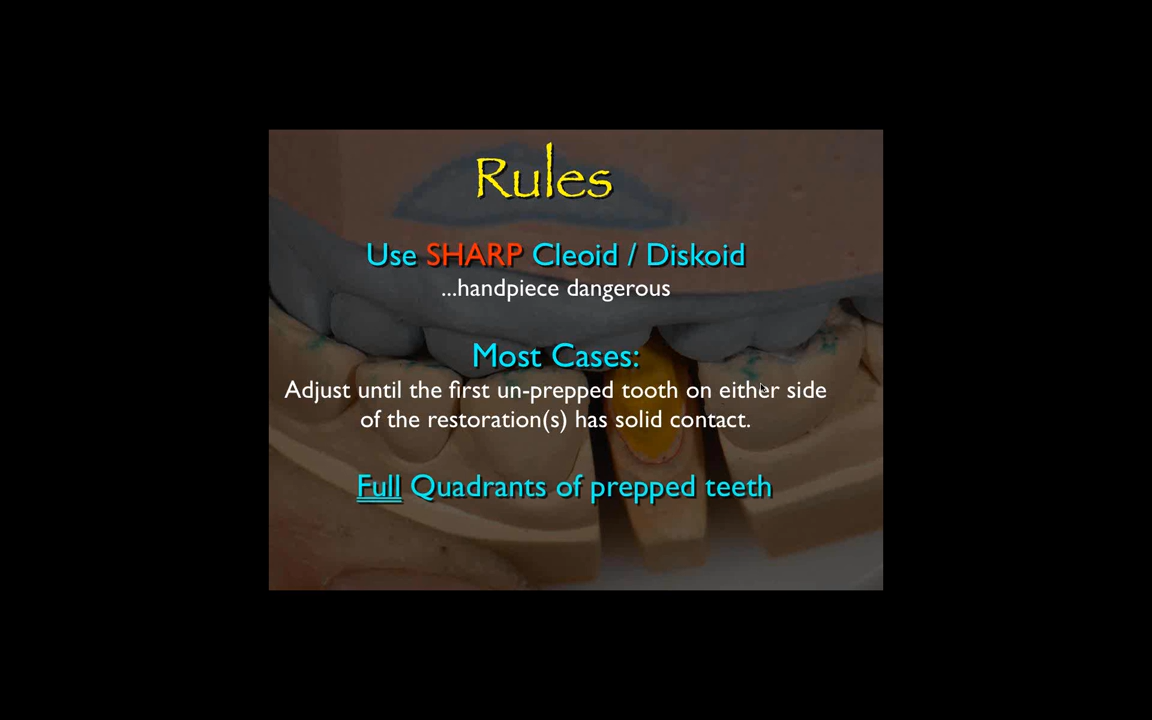 Rules
Use SHARP Cleoid / Diskoid
...handpiece dangerous
Most Cases:
Adjust until the first un-prepped tooth on either side
of the restoration(s) has solid contact.
Full Quadrants of prepped teeth